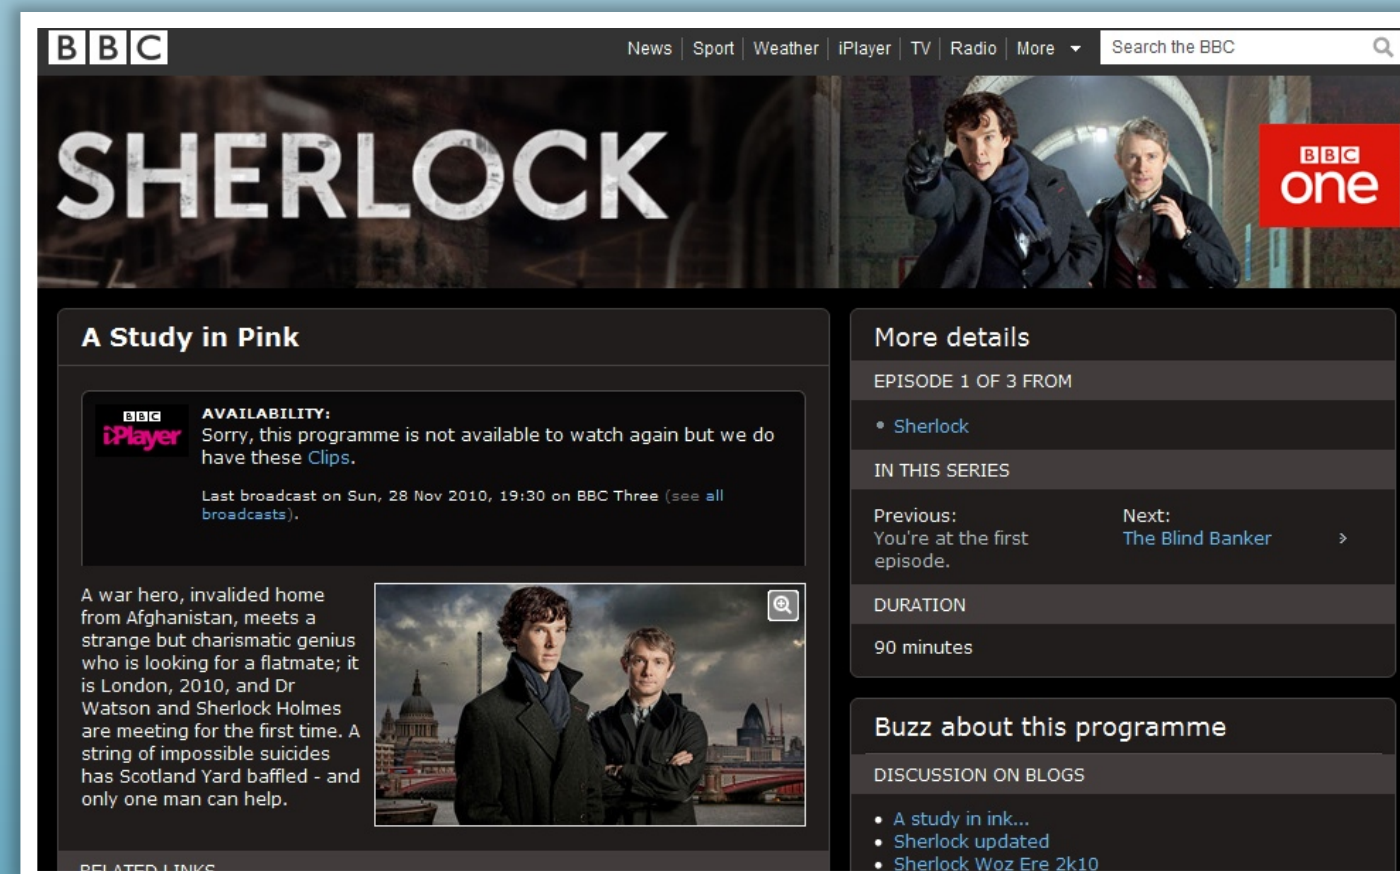 BBC
News | Sport | Weather | iPlayer | TV | Radio | More
Search the BBC
SHERLOCK
BBC
one
A Study in Pink
BBC
iPlayer
AVAILABILITY:
Sorry, this programme is not available to watch again but we do
have these Clips.
Last broadcast on Sun, 28 Nov 2010, 19:30 on BBC Three (see all
broadcasts).
A war hero, invalided home
from Afghanistan, meets a
strange but charismatic genius
who is looking for a flatmate; it
is London, 2010, and Dr
Watson and Sherlock Holmes
are meeting for the first time. A
string of impossible suicides
has Scotland Yard baffled - and
only one man can help.
RELATED LINKS
More details
EPISODE 1 OF 3 FROM
• Sherlock
IN THIS SERIES
Previous:
You're at the first
episode.
Next:
The Blind Banker
DURATION
90 minutes
Buzz about this programme
DISCUSSION ON BLOGS
• A study in ink...
• Sherlock updated
• Sherlock Woz Ere 2k10